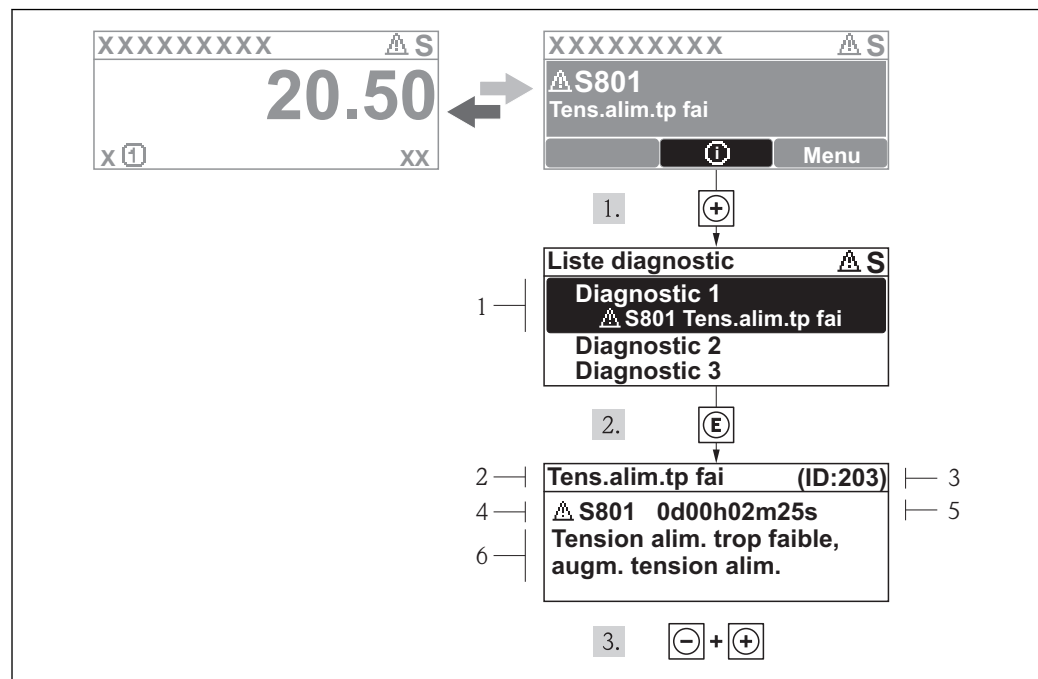 XXXXXXXXX ⚠ S
20.50
x ① xx
XXXXXXXXX ⚠ S
⚠ S801
Tens.alim.tp fai
ⓘ Menu
1. +
Liste diagnostic ⚠ S
1
Diagnostic 1
⚠ S801 Tens.alim.tp fai
Diagnostic 2
Diagnostic 3
2. E
2 Tens.alim.tp fai (ID:203) 3
4 ⚠ S801 0d00h02m25s 5
6
Tension alim. trop faible,
augm. tension alim.
3. - + +